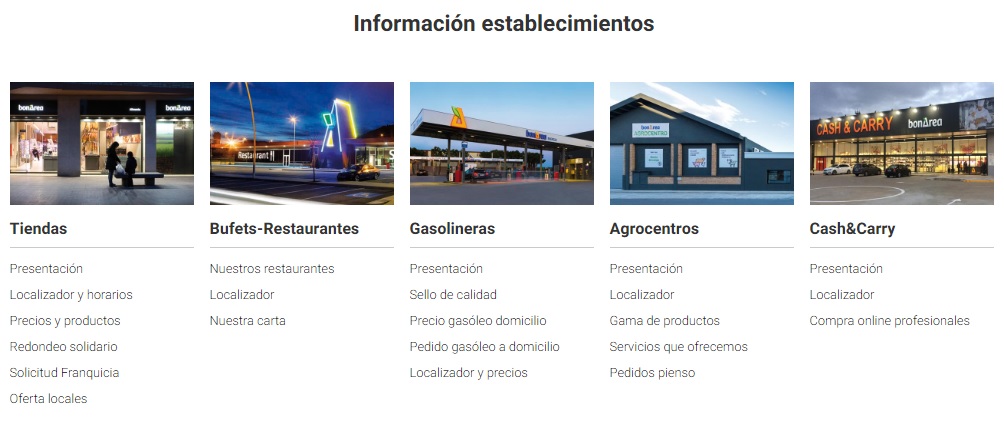 Información establecimientos
bonÀrea
bonÀrea
Restaurant
bonÀrea
AGROCENTRO
CASH & CARRY
bonÀrea
Tiendas
Bufets-Restaurantes
Gasolineras
Agrocentros
Cash&Carry
Presentación
Localizador y horarios
Precios y productos
Redondeo solidario
Solicitud Franquicia
Oferta locales
Nuestros restaurantes
Localizador
Nuestra carta
Presentación
Sello de calidad
Precio gasóleo domicilio
Pedido gasóleo a domicilio
Localizador y precios
Presentación
Localizador
Gama de productos
Servicios que ofrecemos
Pedidos pienso
Presentación
Localizador
Compra online profesionales